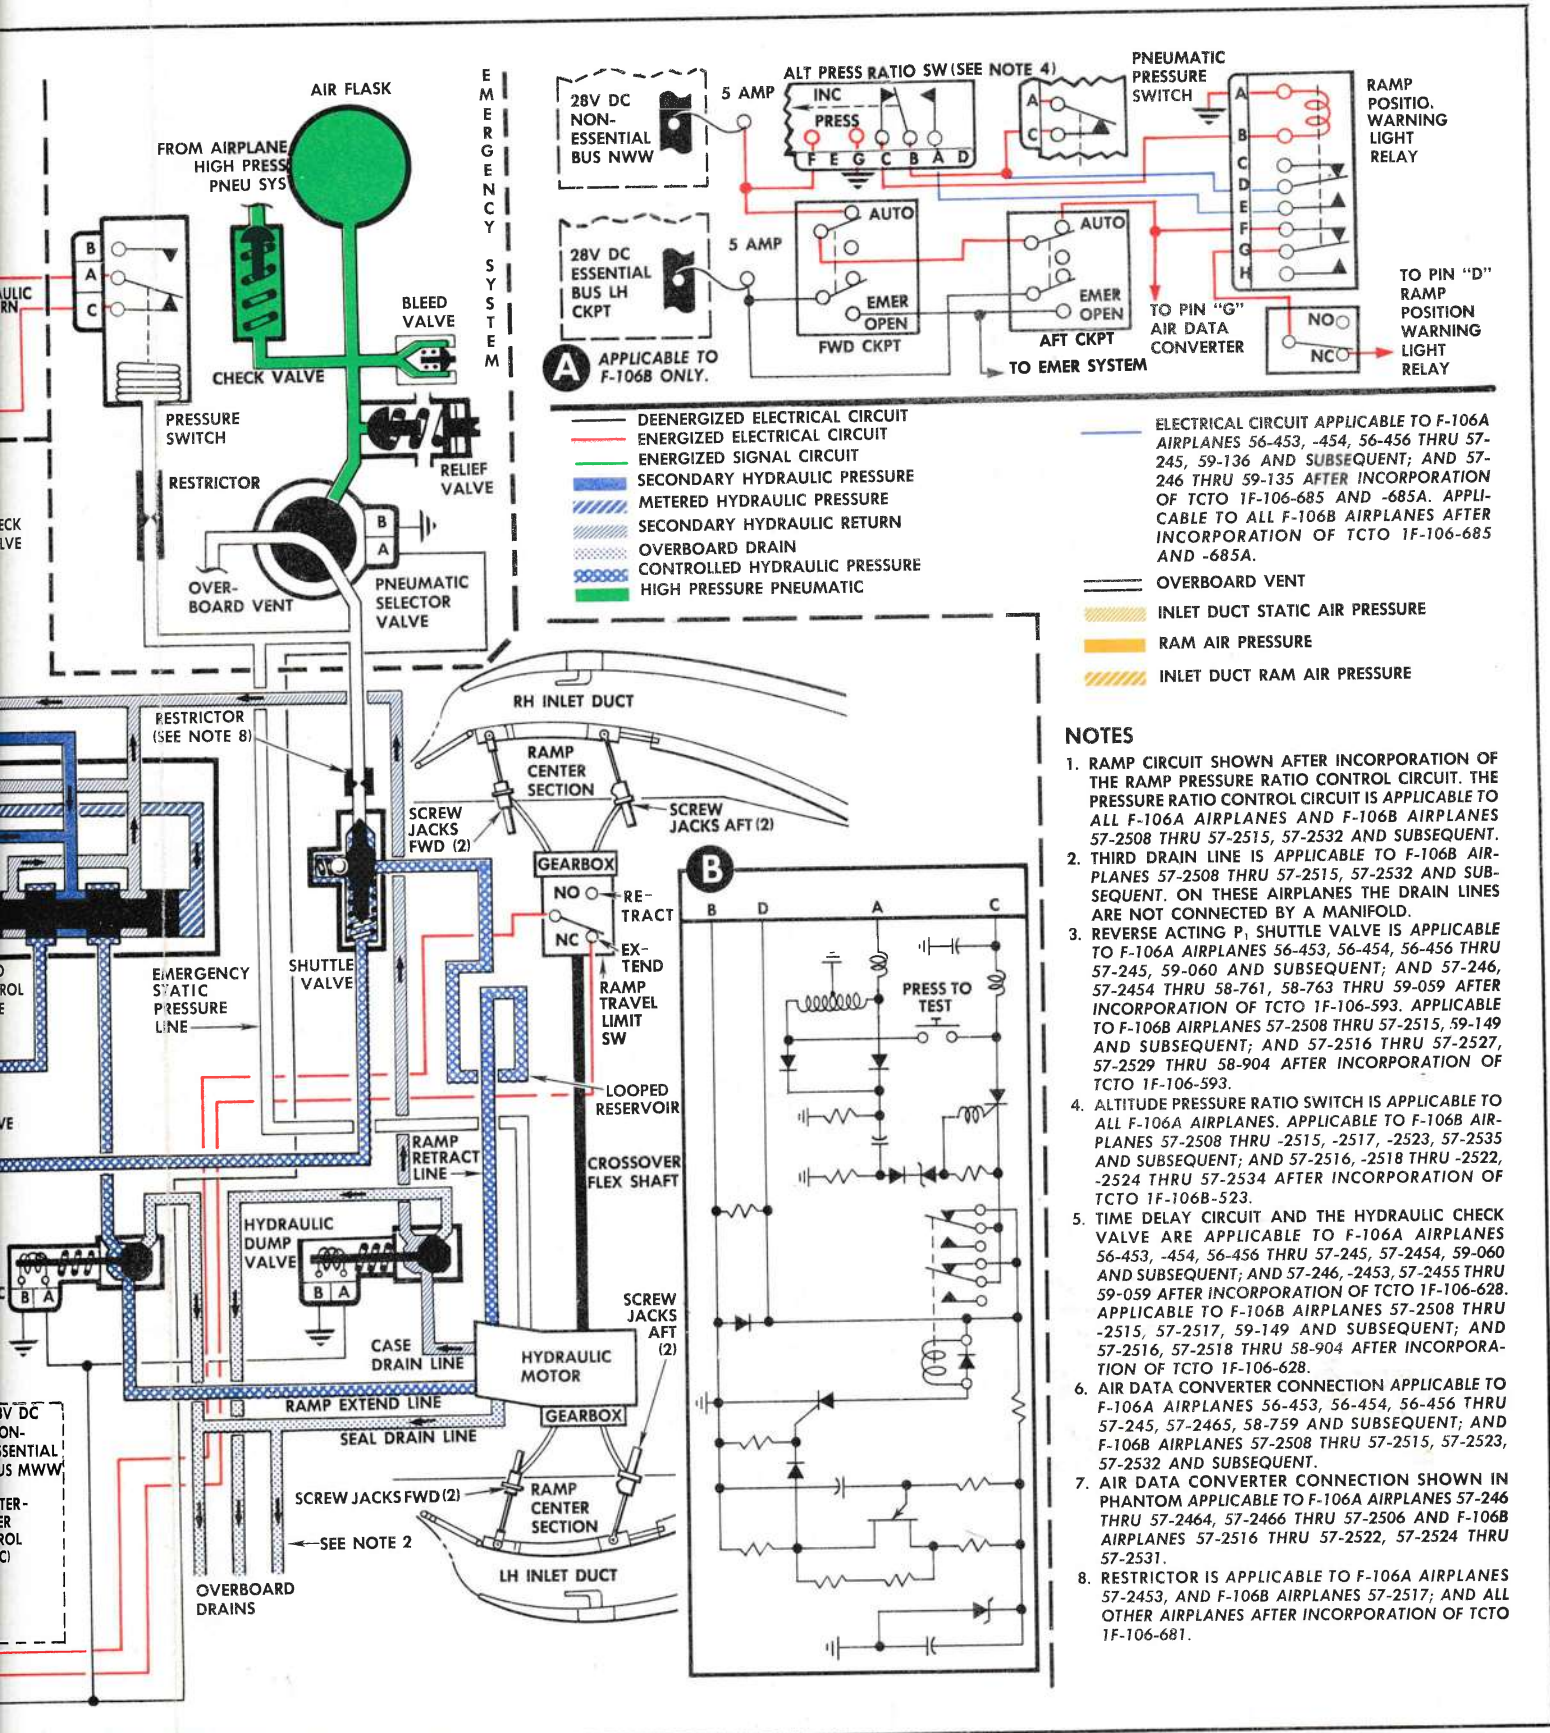 AIR FLASK
FROM AIRPLANE
HIGH PRESS
PNEU SYS
EMERGENCY SYSTEM
B
A
C
CHECK VALVE
BLEED
VALVE
PRESSURE
SWITCH
RESTRICTOR
RELIEF
VALVE
B
A
OVER-
BOARD VENT
PNEUMATIC
SELECTOR
VALVE
28V DC
NON-
ESSENTIAL
BUS NWW
5 AMP
ALT PRESS RATIO SW (SEE NOTE 4)
INC
PRESS
F E G C B A D
A
C
PNEUMATIC
PRESSURE
SWITCH
A
B
C
D
E
F
G
H
RAMP
POSITIO.
WARNING
LIGHT
RELAY
28V DC
ESSENTIAL
BUS LH
CKPT
5 AMP
AUTO
EMER
OPEN
FWD CKPT
AUTO
EMER
OPEN
AFT CKPT
TO EMER SYSTEM
TO PIN "G"
AIR DATA
CONVERTER
NO
NC
TO PIN "D"
RAMP
POSITION
WARNING
LIGHT
RELAY
A
APPLICABLE TO
F-106B ONLY.
DEENERGIZED ELECTRICAL CIRCUIT
ENERGIZED ELECTRICAL CIRCUIT
ENERGIZED SIGNAL CIRCUIT
SECONDARY HYDRAULIC PRESSURE
METERED HYDRAULIC PRESSURE
SECONDARY HYDRAULIC RETURN
OVERBOARD DRAIN
CONTROLLED HYDRAULIC PRESSURE
HIGH PRESSURE PNEUMATIC
ELECTRICAL CIRCUIT APPLICABLE TO F-106A
AIRPLANES 56-453, -454, 56-456 THRU 57-
245, 59-136 AND SUBSEQUENT; AND 57-
246 THRU 59-135 AFTER INCORPORATION
OF TCTO 1F-106-685 AND -685A. APPLI-
CABLE TO ALL F-106B AIRPLANES AFTER
INCORPORATION OF TCTO 1F-106-685
AND -685A.
OVERBOARD VENT
INLET DUCT STATIC AIR PRESSURE
RAM AIR PRESSURE
INLET DUCT RAM AIR PRESSURE
RESTRICTOR
(SEE NOTE 8)
RH INLET DUCT
RAMP
CENTER
SECTION
SCREW
JACKS
FWD (2)
SCREW
JACKS AFT (2)
GEARBOX
NO
RE-
TRACT
NC
EX-
TEND
RAMP
TRAVEL
LIMIT
SW
EMERGENCY
STATIC
PRESSURE
LINE
SHUTTLE
VALVE
LOOPED
RESERVOIR
RAMP
RETRACT
LINE
CROSSOVER
FLEX SHAFT
HYDRAULIC
DUMP
VALVE
B A
B A
SCREW
JACKS
AFT
(2)
CASE
DRAIN LINE
HYDRAULIC
MOTOR
RAMP EXTEND LINE
GEARBOX
SEAL DRAIN LINE
SCREW JACKS FWD (2)
RAMP
CENTER
SECTION
SEE NOTE 2
LH INLET DUCT
OVERBOARD
DRAINS
B
B D A C
PRESS TO
TEST
NOTES
1. RAMP CIRCUIT SHOWN AFTER INCORPORATION OF
THE RAMP PRESSURE RATIO CONTROL CIRCUIT. THE
PRESSURE RATIO CONTROL CIRCUIT IS APPLICABLE TO
ALL F-106A AIRPLANES AND F-106B AIRPLANES
57-2508 THRU 57-2515, 57-2532 AND SUBSEQUENT.
2. THIRD DRAIN LINE IS APPLICABLE TO F-106B AIR-
PLANES 57-2508 THRU 57-2515, 57-2532 AND SUB-
SEQUENT. ON THESE AIRPLANES THE DRAIN LINES
ARE NOT CONNECTED BY A MANIFOLD.
3. REVERSE ACTING P1 SHUTTLE VALVE IS APPLICABLE
TO F-106A AIRPLANES 56-453, 56-454, 56-456 THRU
57-245, 59-060 AND SUBSEQUENT; AND 57-246,
57-2454 THRU 58-761, 58-763 THRU 59-059 AFTER
INCORPORATION OF TCTO 1F-106-593. APPLICABLE
TO F-106B AIRPLANES 57-2508 THRU 57-2515, 59-149
AND SUBSEQUENT; AND 57-2516 THRU 57-2527,
57-2529 THRU 58-904 AFTER INCORPORATION OF
TCTO 1F-106-593.
4. ALTITUDE PRESSURE RATIO SWITCH IS APPLICABLE TO
ALL F-106A AIRPLANES. APPLICABLE TO F-106B AIR-
PLANES 57-2508 THRU -2515, -2517, -2523, 57-2535
AND SUBSEQUENT; AND 57-2516, -2518 THRU -2522,
-2524 THRU 57-2534 AFTER INCORPORATION OF
TCTO 1F-106B-523.
5. TIME DELAY CIRCUIT AND THE HYDRAULIC CHECK
VALVE ARE APPLICABLE TO F-106A AIRPLANES
56-453, -454, 56-456 THRU 57-245, 57-2454, 59-060
AND SUBSEQUENT; AND 57-246, -2453, 57-2455 THRU
59-059 AFTER INCORPORATION OF TCTO 1F-106-628.
APPLICABLE TO F-106B AIRPLANES 57-2508 THRU
-2515, 57-2517, 59-149 AND SUBSEQUENT; AND
57-2516, 57-2518 THRU 58-904 AFTER INCORPORA-
TION OF TCTO 1F-106-628.
6. AIR DATA CONVERTER CONNECTION APPLICABLE TO
F-106A AIRPLANES 56-453, 56-454, 56-456 THRU
57-245, 57-2465, 58-759 AND SUBSEQUENT; AND
F-106B AIRPLANES 57-2508 THRU 57-2515, 57-2523,
57-2532 AND SUBSEQUENT.
7. AIR DATA CONVERTER CONNECTION SHOWN IN
PHANTOM APPLICABLE TO F-106A AIRPLANES 57-246
THRU 57-2464, 57-2466 THRU 57-2506 AND F-106B
AIRPLANES 57-2516 THRU 57-2522, 57-2524 THRU
57-2531.
8. RESTRICTOR IS APPLICABLE TO F-106A AIRPLANES
57-2453, AND F-106B AIRPLANES 57-2517; AND ALL
OTHER AIRPLANES AFTER INCORPORATION OF TCTO
1F-106-681.